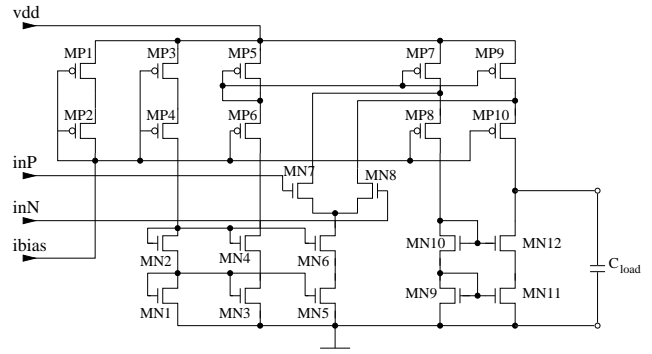 vdd
MP1 MP3 MP5 MP7 MP9
MP2 MP4 MP6 MP8 MP10
inP
MN7 MN8
inN
ibias
MN2 MN4 MN6 MN10 MN12
Cload
MN1 MN3 MN5 MN9 MN11